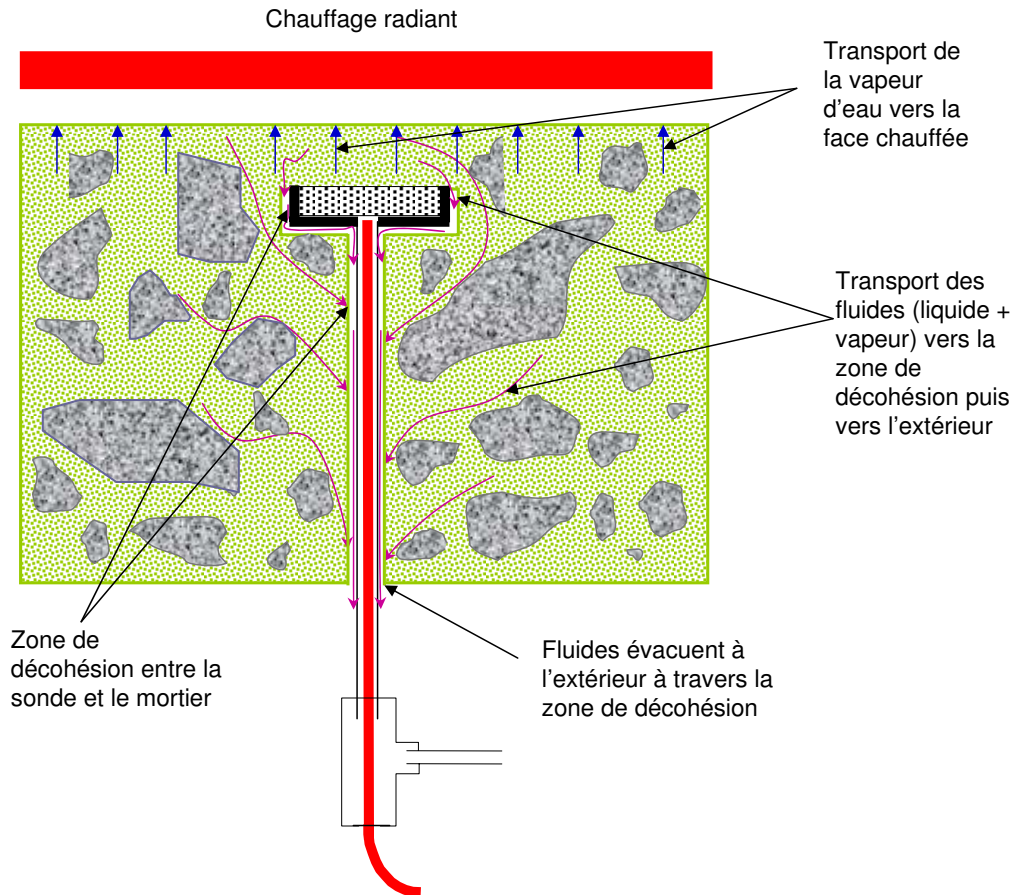 Chauffage radiant
Transport de
la vapeur
d'eau vers la
face chauffée
Transport des
fluides (liquide +
vapeur) vers la
zone de
décohésion puis
vers l'extérieur
Zone de
décohésion entre la
sonde et le mortier
Fluides évacuent à
l'extérieur à travers la
zone de décohésion